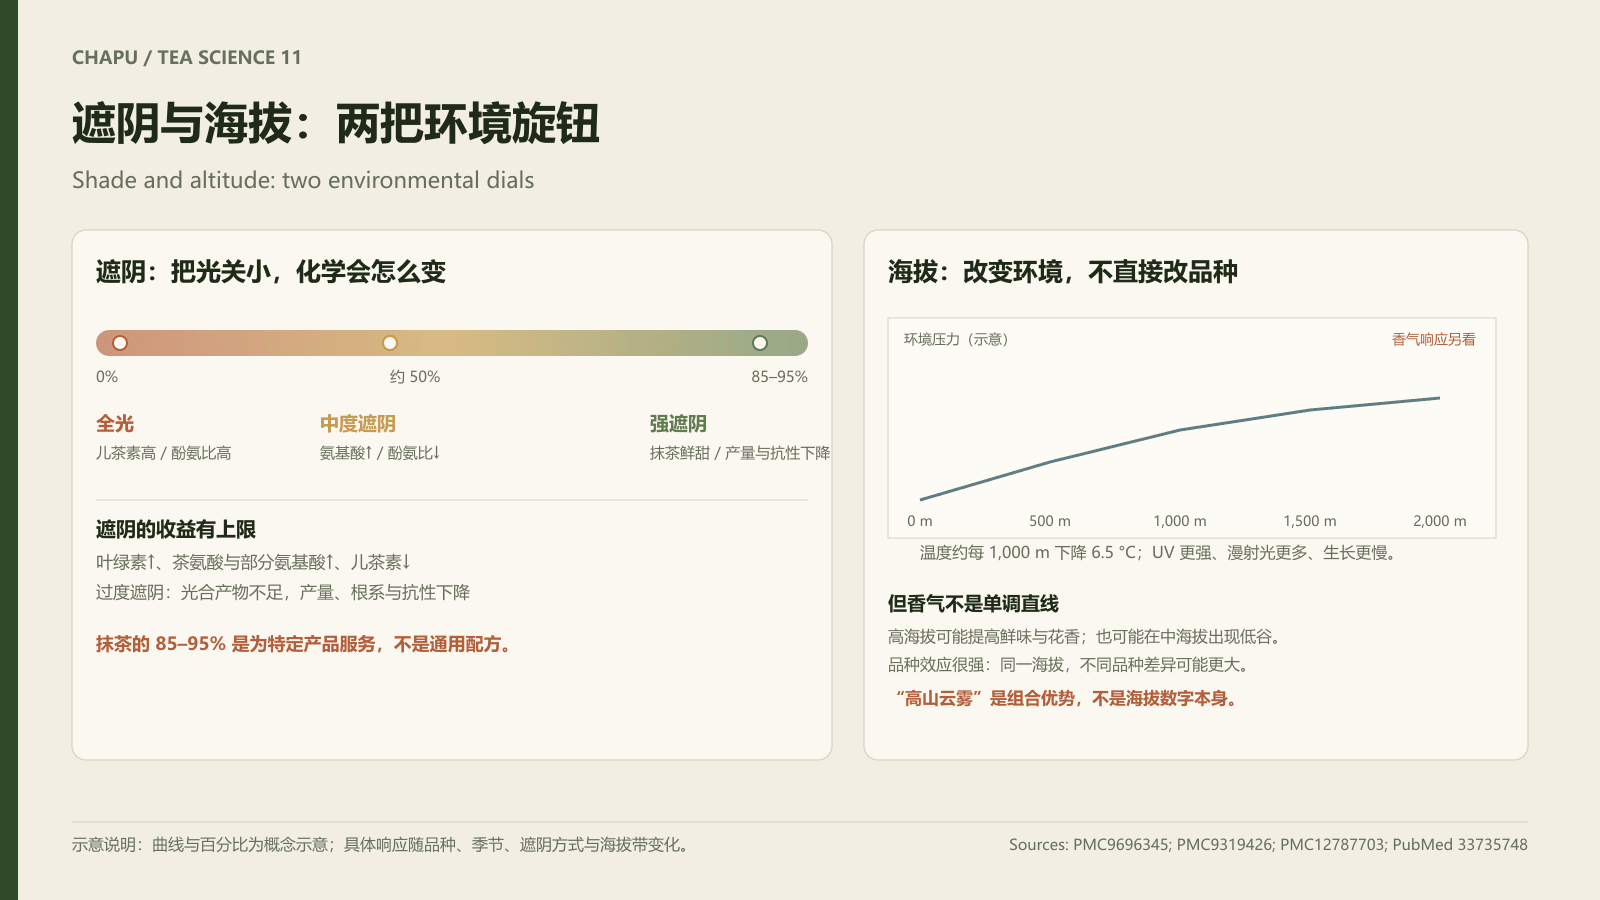 CHAPU / TEA SCIENCE 11
遮阴与海拔：两把环境旋钮
Shade and altitude: two environmental dials
遮阴：把光关小，化学会怎么变
0%
约 50%
85–95%
全光
中度遮阴
强遮阴
儿茶素高 / 酚氨比高
氨基酸↑ / 酚氨比↓
抹茶鲜甜 / 产量与抗性下降
遮阴的收益有上限
叶绿素↑、茶氨酸与部分氨基酸↑、儿茶素↓
过度遮阴：光合产物不足，产量、根系与抗性下降
抹茶的 85–95% 是为特定产品服务，不是通用配方。
海拔：改变环境，不直接改品种
环境压力（示意）
香气响应另看
0 m
500 m
1,000 m
1,500 m
2,000 m
温度约每 1,000 m 下降 6.5 °C；UV 更强、漫射光更多、生长更慢。
但香气不是单调直线
高海拔可能提高鲜味与花香；也可能在中海拔出现低谷。
品种效应很强：同一海拔，不同品种差异可能更大。
“高山云雾”是组合优势，不是海拔数字本身。
示意说明：曲线与百分比为概念示意；具体响应随品种、季节、遮阴方式与海拔带变化。
Sources: PMC9696345; PMC9319426; PMC12787703; PubMed 33735748